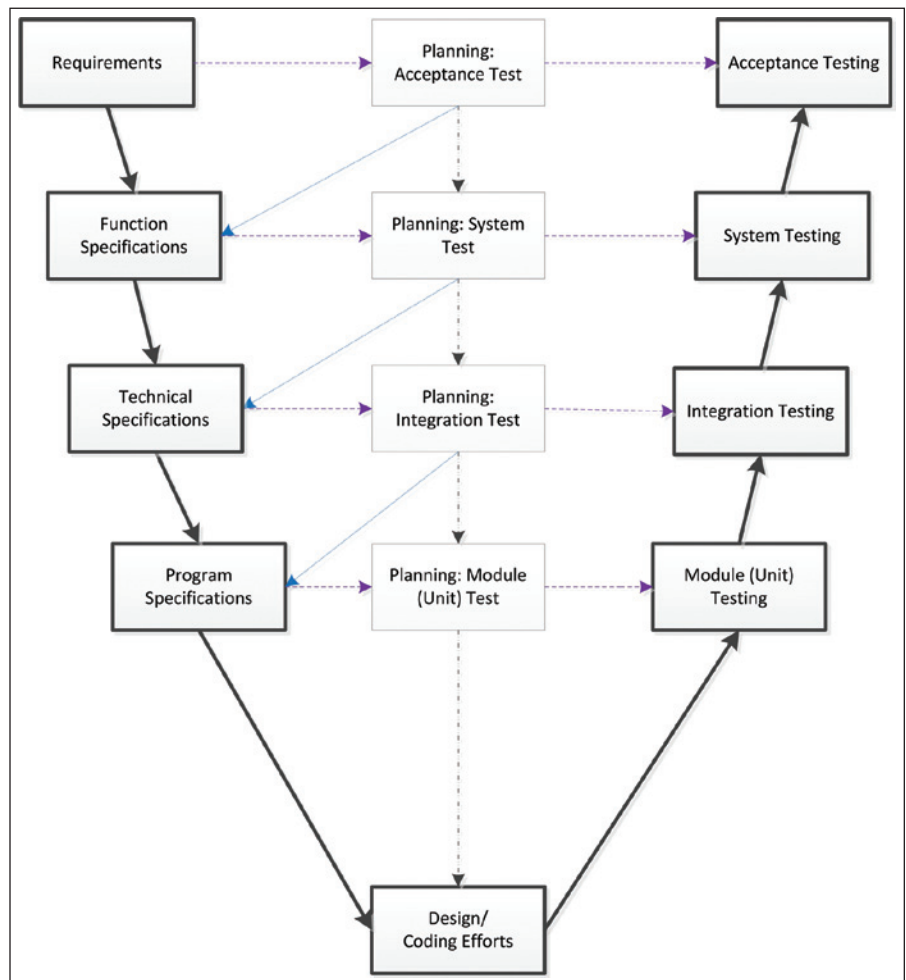 Requirements
Planning:
Acceptance Test
Acceptance Testing
Function
Specifications
Planning: System
Test
System Testing
Technical
Specifications
Planning:
Integration Test
Integration Testing
Program
Specifications
Planning: Module
(Unit) Test
Module (Unit)
Testing
Design/
Coding Efforts